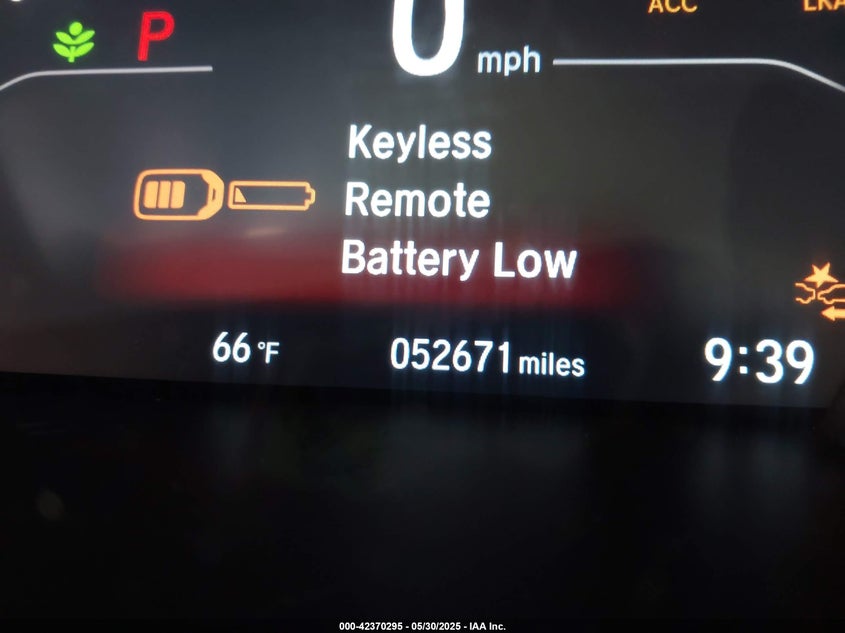 P
0 mph
ACC
Keyless
Remote
Battery Low
66 °F
052671 miles
9:39
000-42370295 - 05/30/2025 - IAA Inc.